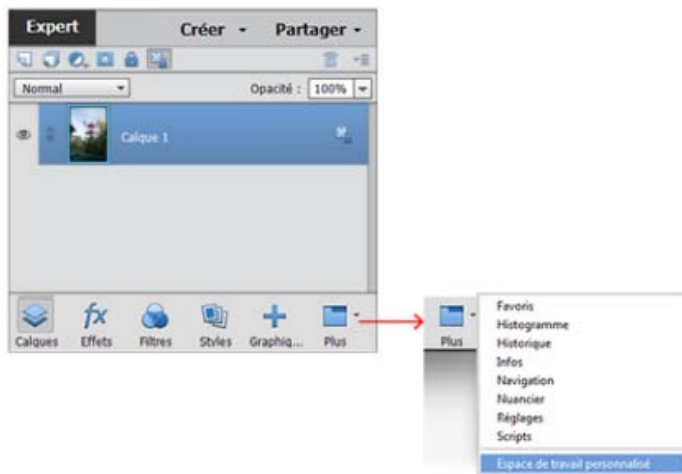 Expert Créer Partager
Normal Opacité : 100%
Calque 1
Calques Effets Filtres Styles Graphiq... Plus
Plus
Favoris
Histogramme
Historique
Infos
Navigation
Nuancier
Réglages
Scripts
Espace de travail personnalisé